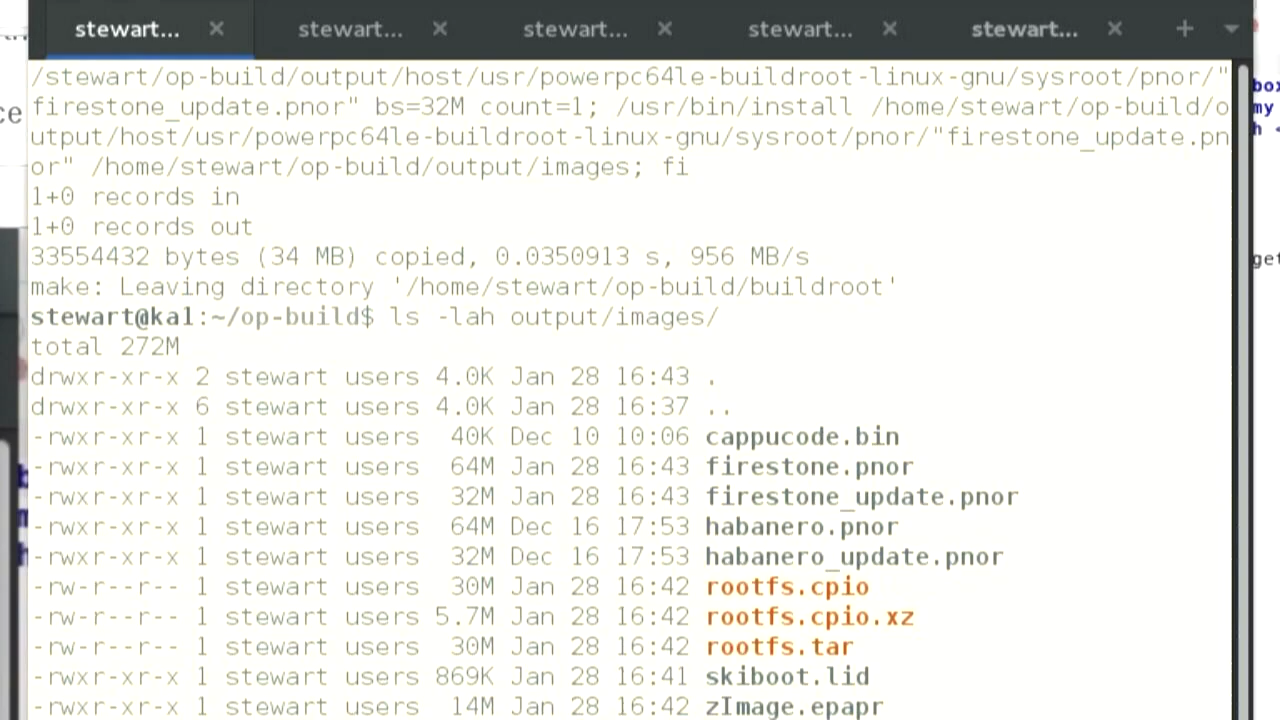 stewart... × stewart... × stewart... × stewart... × stewart... × +
/stewart/op-build/output/host/usr/powerpc64le-buildroot-linux-gnu/sysroot/pnor/"
firestone_update.pnor" bs=32M count=1; /usr/bin/install /home/stewart/op-build/o
utput/host/usr/powerpc64le-buildroot-linux-gnu/sysroot/pnor/"firestone_update.pn
or" /home/stewart/op-build/output/images; fi
1+0 records in
1+0 records out
33554432 bytes (34 MB) copied, 0.0350913 s, 956 MB/s
make: Leaving directory '/home/stewart/op-build/buildroot'
stewart@ka1:~/op-build$ ls -lah output/images/
total 272M
drwxr-xr-x 2 stewart users 4.0K Jan 28 16:43 .
drwxr-xr-x 6 stewart users 4.0K Jan 28 16:37 ..
-rwxr-xr-x 1 stewart users 40K Dec 10 10:06 cappucode.bin
-rwxr-xr-x 1 stewart users 64M Jan 28 16:43 firestone.pnor
-rwxr-xr-x 1 stewart users 32M Jan 28 16:43 firestone_update.pnor
-rwxr-xr-x 1 stewart users 64M Dec 16 17:53 habanero.pnor
-rwxr-xr-x 1 stewart users 32M Dec 16 17:53 habanero_update.pnor
-rw-r--r-- 1 stewart users 30M Jan 28 16:42 rootfs.cpio
-rw-r--r-- 1 stewart users 5.7M Jan 28 16:42 rootfs.cpio.xz
-rw-r--r-- 1 stewart users 30M Jan 28 16:42 rootfs.tar
-rwxr-xr-x 1 stewart users 869K Jan 28 16:41 skiboot.lid
-rwxr-xr-x 1 stewart users 14M Jan 28 16:42 zImage.epapr
ce
box
my
h <
get